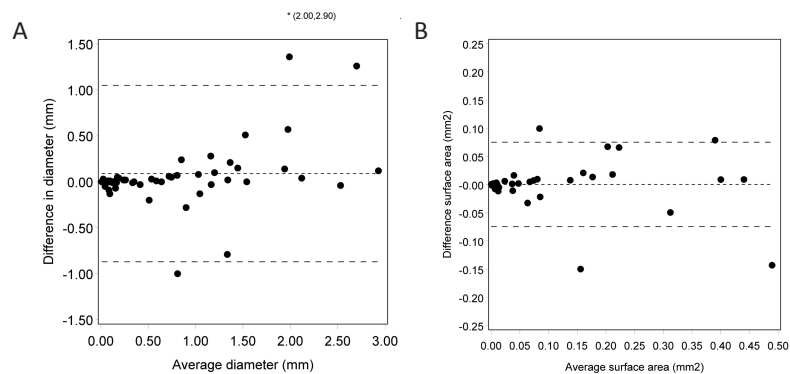 * (2.00,2.90)
A
1.50
1.00
0.50
0.00
-0.50
-1.00
-1.50
Difference in diameter (mm)
0.00 0.50 1.00 1.50 2.00 2.50 3.00
Average diameter (mm)
B
0.25
0.20
0.15
0.10
0.05
-0.00
-0.05
-0.10
-0.15
-0.20
-0.25
Difference surface area (mm2)
0.00 0.05 0.10 0.15 0.20 0.25 0.30 0.35 0.40 0.45 0.50
Average surface area (mm2)